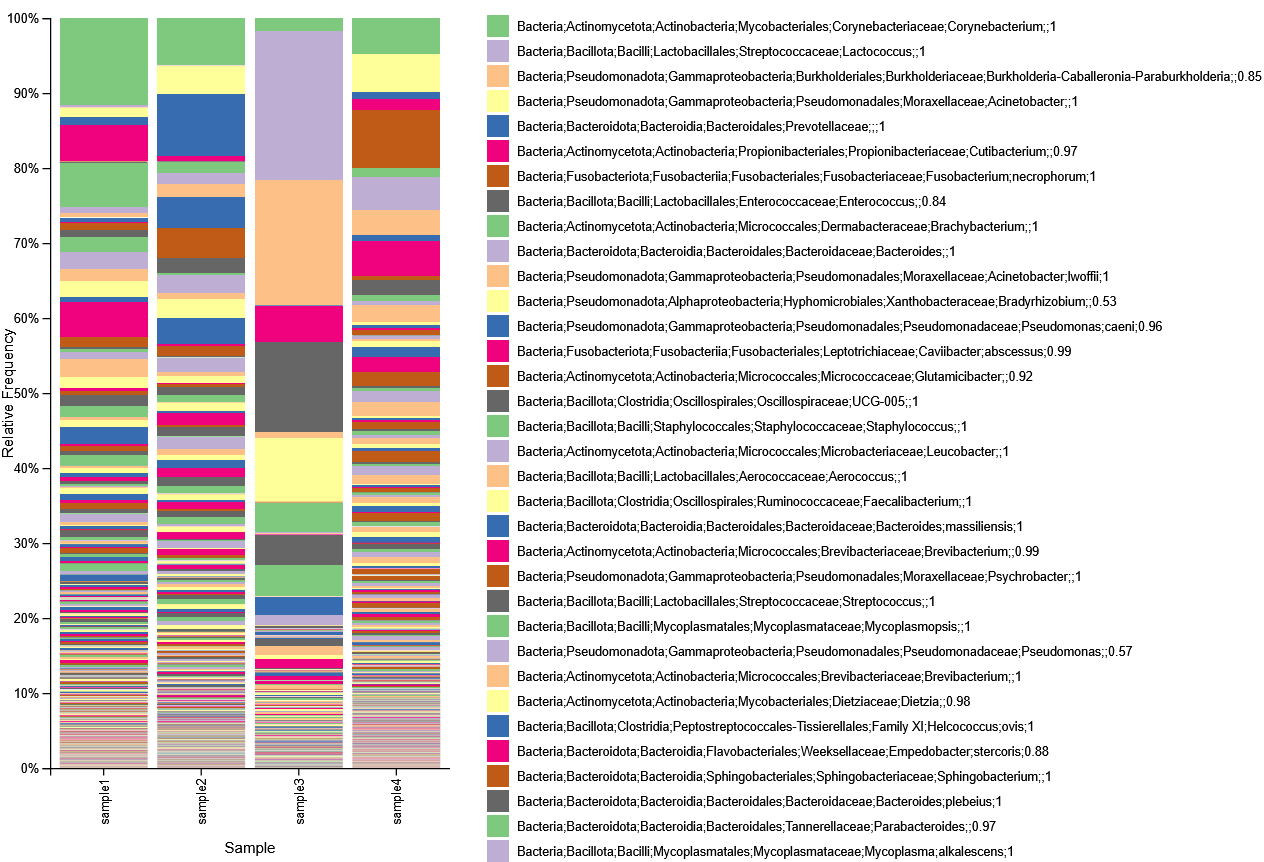 100%
90%
80%
70%
60%
50%
40%
30%
20%
10%
0%
Relative Frequency
sample1
sample2
sample3
sample4
Sample
Bacteria;Actinomycetota;Actinobacteria;Mycobacteriales;Corynebacteriaceae;Corynebacterium;;1
Bacteria;Bacillota;Bacilli;Lactobacillales;Streptococcaceae;Lactococcus;;1
Bacteria;Pseudomonadota;Gammaproteobacteria;Burkholderiales;Burkholderiaceae;Burkholderia-Caballeronia-Paraburkholderia;;0.85
Bacteria;Pseudomonadota;Gammaproteobacteria;Pseudomonadales;Moraxellaceae;Acinetobacter;;1
Bacteria;Bacteroidota;Bacteroidia;Bacteroidales;Prevotellaceae;;;1
Bacteria;Actinomycetota;Actinobacteria;Propionibacteriales;Propionibacteriaceae;Cutibacterium;;0.97
Bacteria;Fusobacteriota;Fusobacteriia;Fusobacteriales;Fusobacteriaceae;Fusobacterium;necrophorum;1
Bacteria;Bacillota;Bacilli;Lactobacillales;Enterococcaceae;Enterococcus;;0.84
Bacteria;Actinomycetota;Actinobacteria;Micrococcales;Dermabacteraceae;Brachybacterium;;1
Bacteria;Bacteroidota;Bacteroidia;Bacteroidales;Bacteroidaceae;Bacteroides;;1
Bacteria;Pseudomonadota;Gammaproteobacteria;Pseudomonadales;Moraxellaceae;Acinetobacter;lwoffii;1
Bacteria;Pseudomonadota;Alphaproteobacteria;Hyphomicrobiales;Xanthobacteraceae;Bradyrhizobium;;0.53
Bacteria;Pseudomonadota;Gammaproteobacteria;Pseudomonadales;Pseudomonadaceae;Pseudomonas;caeni;0.96
Bacteria;Fusobacteriota;Fusobacteriia;Fusobacteriales;Leptotrichiaceae;Caviibacter;abscessus;0.99
Bacteria;Actinomycetota;Actinobacteria;Micrococcales;Micrococcaceae;Glutamicibacter;;0.92
Bacteria;Bacillota;Clostridia;Oscillospirales;Oscillospiraceae;UCG-005;;1
Bacteria;Bacillota;Bacilli;Staphylococcales;Staphylococcaceae;Staphylococcus;;1
Bacteria;Actinomycetota;Actinobacteria;Micrococcales;Microbacteriaceae;Leucobacter;;1
Bacteria;Bacillota;Bacilli;Lactobacillales;Aerococcaceae;Aerococcus;;1
Bacteria;Bacillota;Clostridia;Oscillospirales;Ruminococcaceae;Faecalibacterium;;1
Bacteria;Bacteroidota;Bacteroidia;Bacteroidales;Bacteroidaceae;Bacteroides;massiliensis;1
Bacteria;Actinomycetota;Actinobacteria;Micrococcales;Brevibacteriaceae;Brevibacterium;;0.99
Bacteria;Pseudomonadota;Gammaproteobacteria;Pseudomonadales;Moraxellaceae;Psychrobacter;;1
Bacteria;Bacillota;Bacilli;Lactobacillales;Streptococcaceae;Streptococcus;;1
Bacteria;Bacillota;Bacilli;Mycoplasmatales;Mycoplasmataceae;Mycoplasmopsis;;1
Bacteria;Pseudomonadota;Gammaproteobacteria;Pseudomonadales;Pseudomonadaceae;Pseudomonas;;0.57
Bacteria;Actinomycetota;Actinobacteria;Micrococcales;Brevibacteriaceae;Brevibacterium;;1
Bacteria;Actinomycetota;Actinobacteria;Mycobacteriales;Dietziaceae;Dietzia;;0.98
Bacteria;Bacillota;Clostridia;Peptostreptococcales-Tissierellales;Family XI;Helcococcus;ovis;1
Bacteria;Bacteroidota;Bacteroidia;Flavobacteriales;Weeksellaceae;Empedobacter;stercoris;0.88
Bacteria;Bacteroidota;Bacteroidia;Sphingobacteriales;Sphingobacteriaceae;Sphingobacterium;;1
Bacteria;Bacteroidota;Bacteroidia;Bacteroidales;Bacteroidaceae;Bacteroides;plebeius;1
Bacteria;Bacteroidota;Bacteroidia;Bacteroidales;Tannerellaceae;Parabacteroides;;0.97
Bacteria;Bacillota;Bacilli;Mycoplasmatales;Mycoplasmataceae;Mycoplasma;alkalescens;1